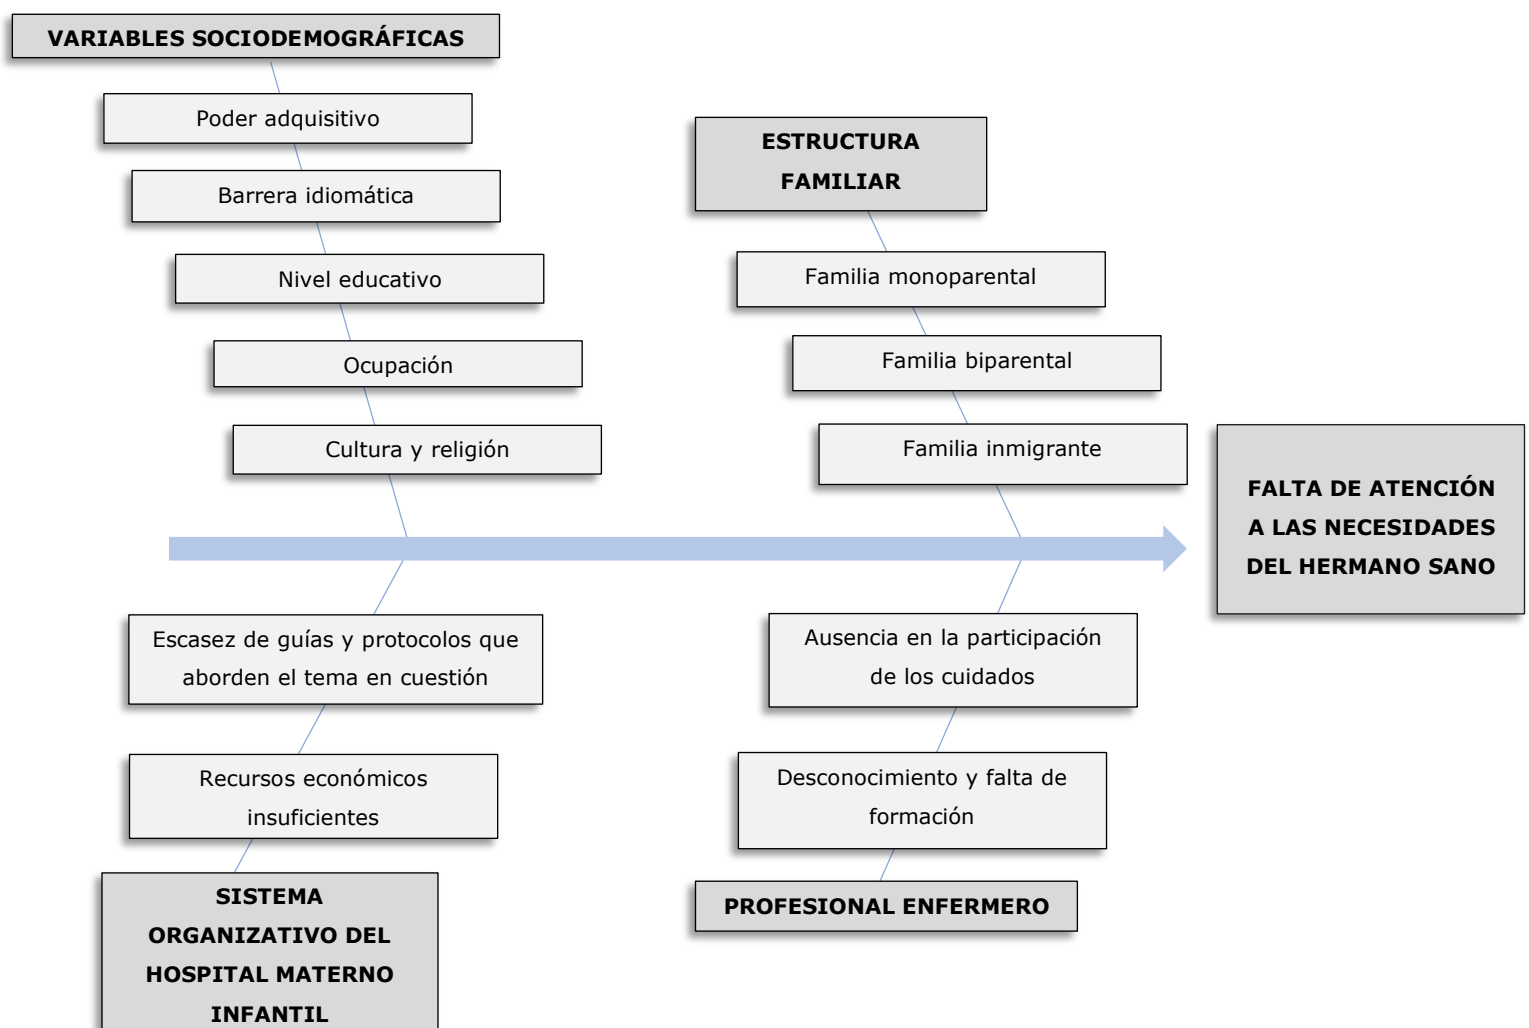 VARIABLES SOCIODEMOGRÁFICAS
Poder adquisitivo
Barrera idiomática
Nivel educativo
Ocupación
Cultura y religión
ESTRUCTURA
FAMILIAR
Familia monoparental
Familia biparental
Familia inmigrante
FALTA DE ATENCIÓN
A LAS NECESIDADES
DEL HERMANO SANO
Escasez de guías y protocolos que
aborden el tema en cuestión
Recursos económicos
insuficientes
SISTEMA
ORGANIZATIVO DEL
HOSPITAL MATERNO
INFANTIL
Ausencia en la participación
de los cuidados
Desconocimiento y falta de
formación
PROFESIONAL ENFERMERO